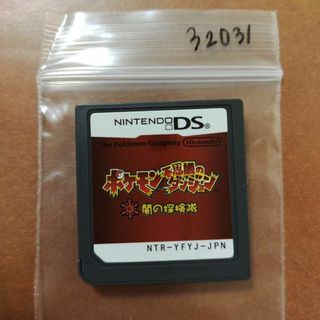 32031
NINTENDO DS
The Pokémon Company Nintendo
ポケモン不思議のダンジョン
闇の探検隊
NTR-YFYJ-JPN